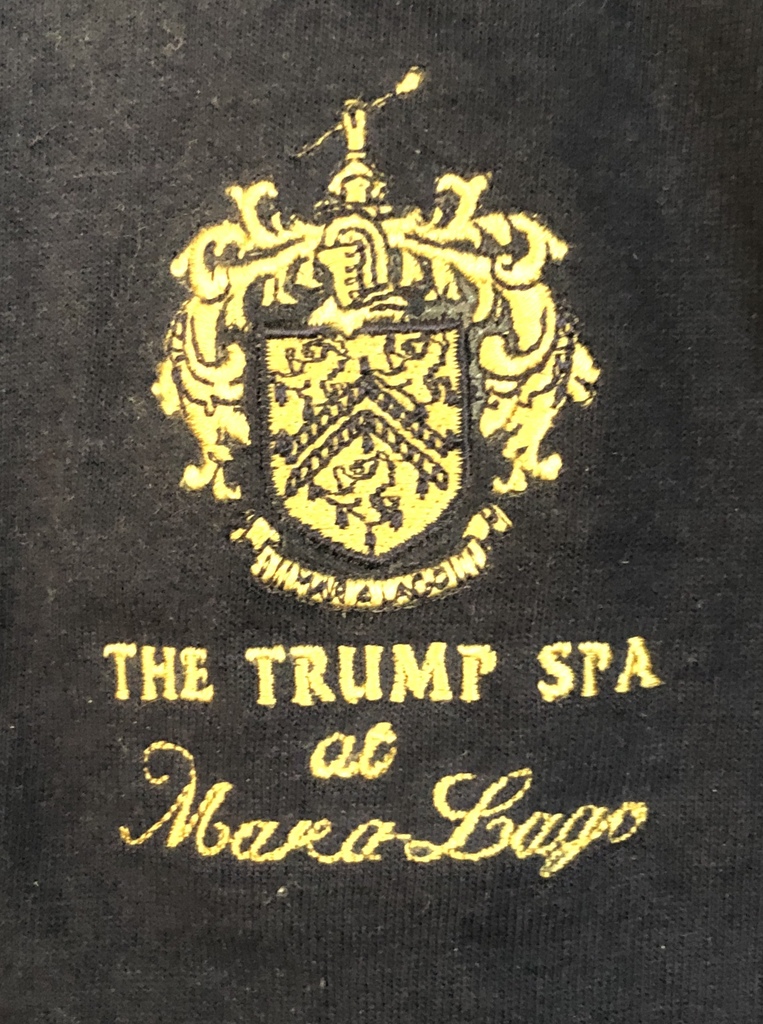 THE TRUMP SPA
at
Mar-a-Lago